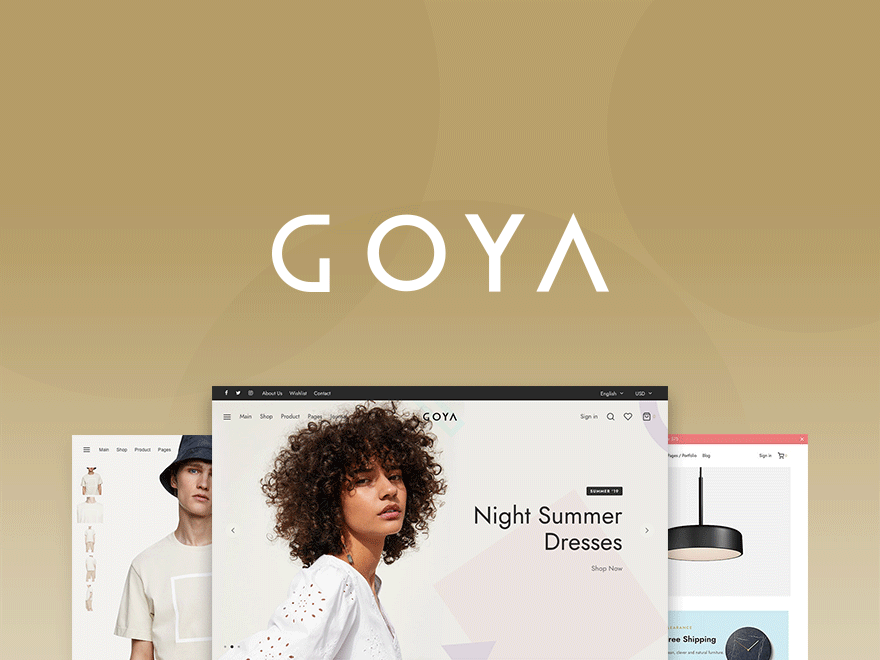 GOYA
About Us Wishlist Contact English USD
Main Shop Product Pages GOYA Sign in
SUMMER '19
Night Summer
Dresses
Shop Now
Main Shop Product Pages
Pages / Portfolio Blog Sign in
CLEARANCE
ree Shipping